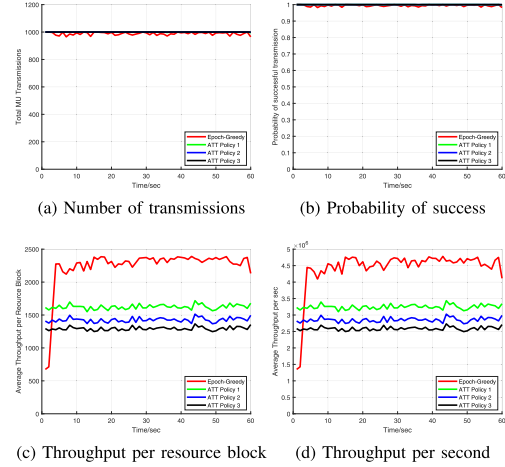 1200
1000
800
600
400
200
0
Total MU Transmissions
0 10 20 30 40 50 60
Time/sec
Epoch-Greedy
ATT Policy 1
ATT Policy 2
ATT Policy 3
(a) Number of transmissions
1
0.9
0.8
0.7
0.6
0.5
0.4
0.3
0.2
0.1
0
Probability of successful transmission
0 10 20 30 40 50 60
Time/sec
Epoch-Greedy
ATT Policy 1
ATT Policy 2
ATT Policy 3
(b) Probability of success
2500
2000
1500
1000
500
0
Average Throughput per Resource Block
0 10 20 30 40 50 60
Time/sec
Epoch-Greedy
ATT Policy 1
ATT Policy 2
ATT Policy 3
(c) Throughput per resource block
×10⁶
5
4.5
4
3.5
3
2.5
2
1.5
1
0.5
0
Average Throughput per sec
0 10 20 30 40 50 60
Time/sec
Epoch-Greedy
ATT Policy 1
ATT Policy 2
ATT Policy 3
(d) Throughput per second